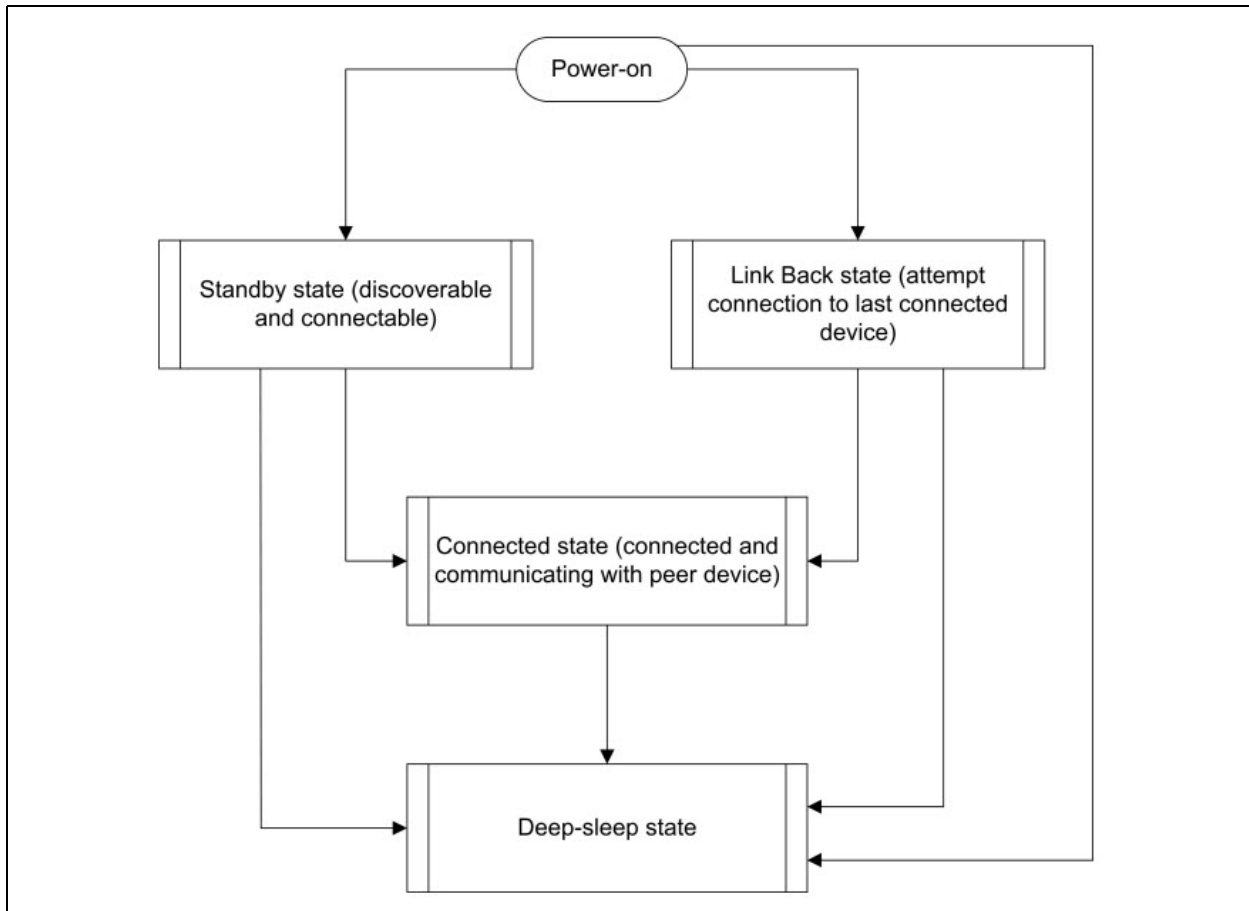 Power-on
Standby state (discoverable
and connectable)
Link Back state (attempt
connection to last connected
device)
Connected state (connected and
communicating with peer device)
Deep-sleep state